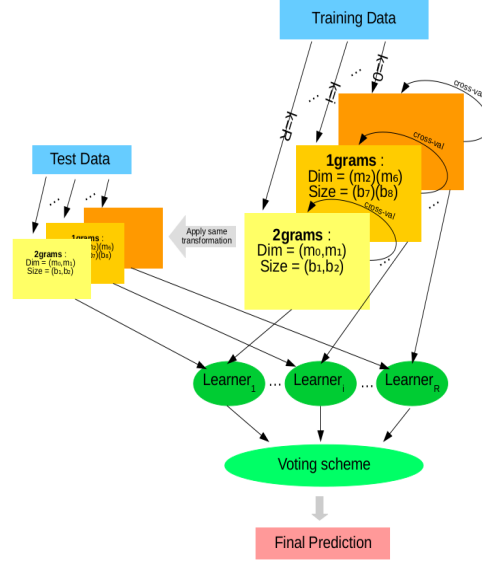 Training Data
k=R
...
k=i
...
k=0
cross-val
cross-val
1grams :
Dim = (m₂)(m₆)
Size = (b₇)(b₈)
...
cross-val
2grams :
Dim = (m₀,m₁)
Size = (b₁,b₂)
...
Test Data
...
...
1grams :
2grams :
Dim = (m₀,m₁)
Size = (b₁,b₂)
Apply same
transformation
Learner₁ ... Learnerᵢ ... Learner_R
Voting scheme
Final Prediction